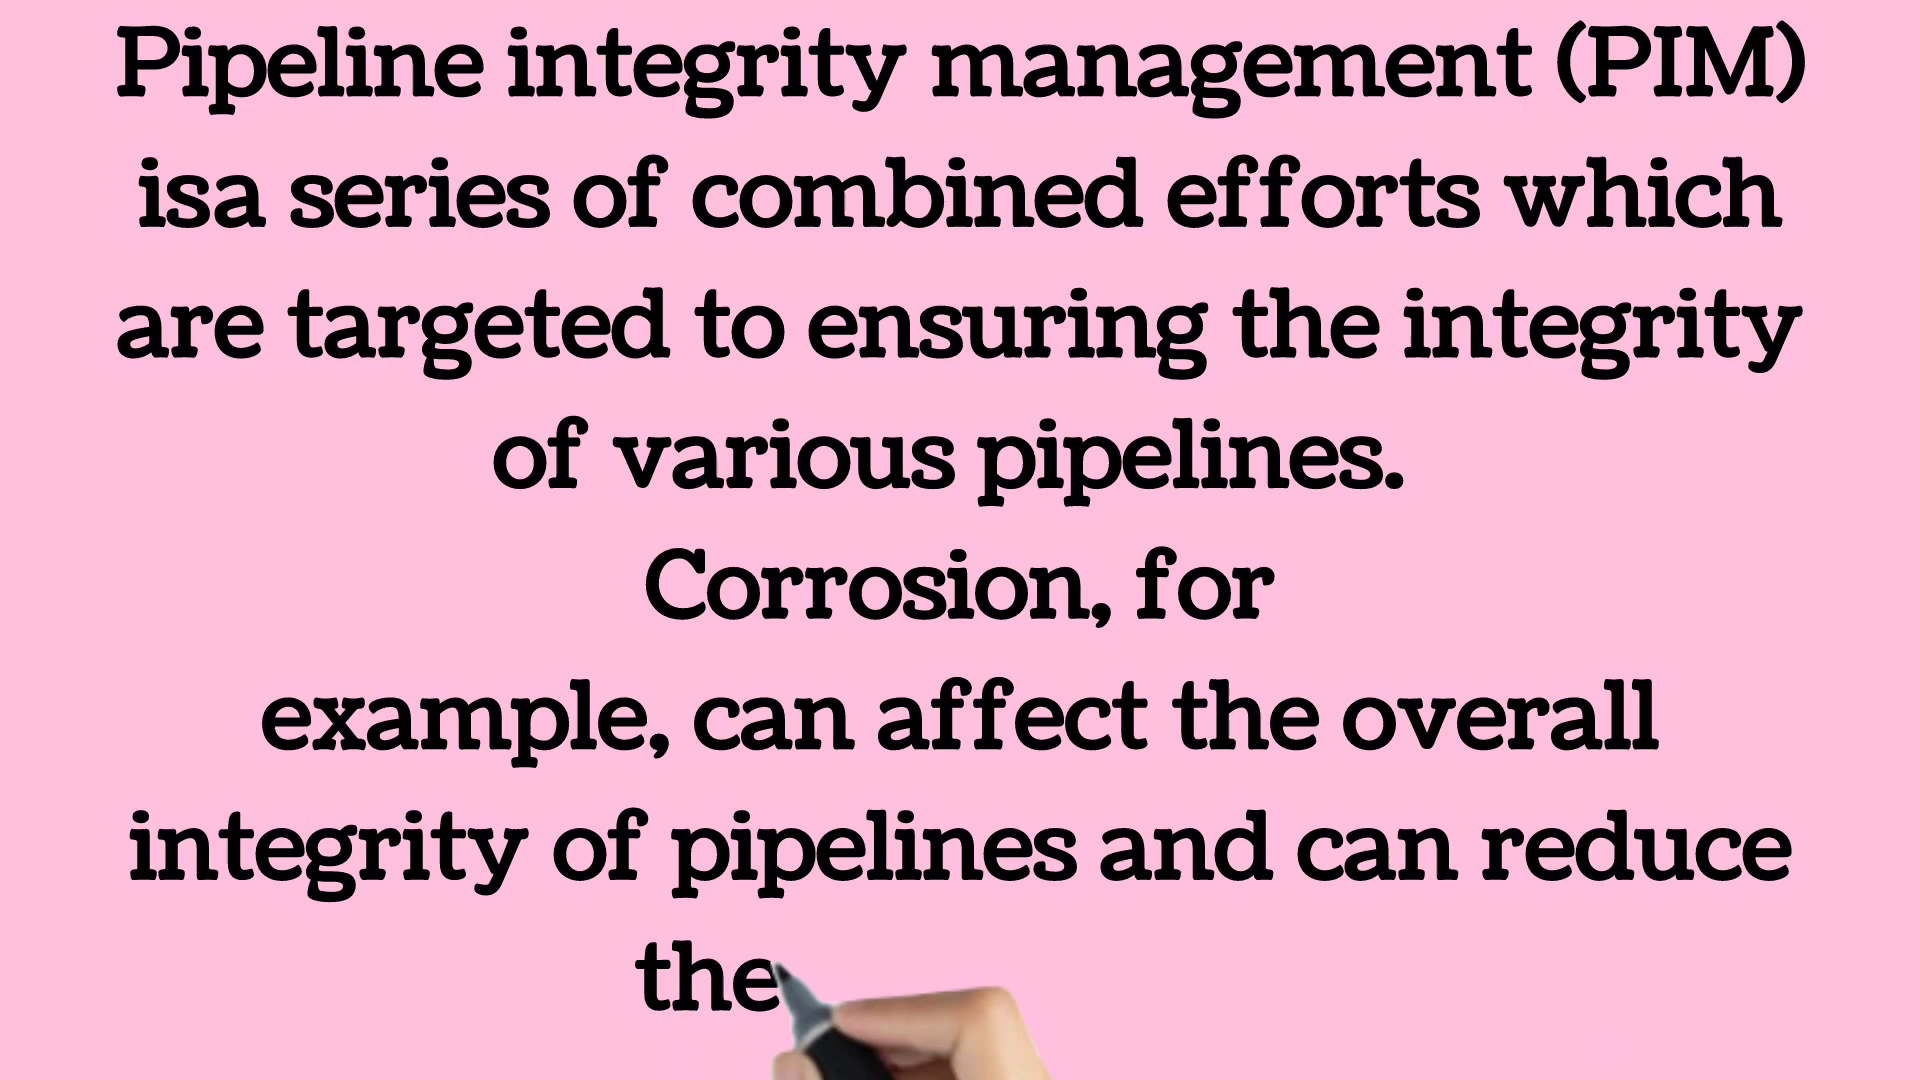 Pipeline integrity management (PIM)
isa series of combined efforts which
are targeted to ensuring the integrity
of various pipelines.
Corrosion, for
example, can affect the overall
integrity of pipelines and can reduce
the